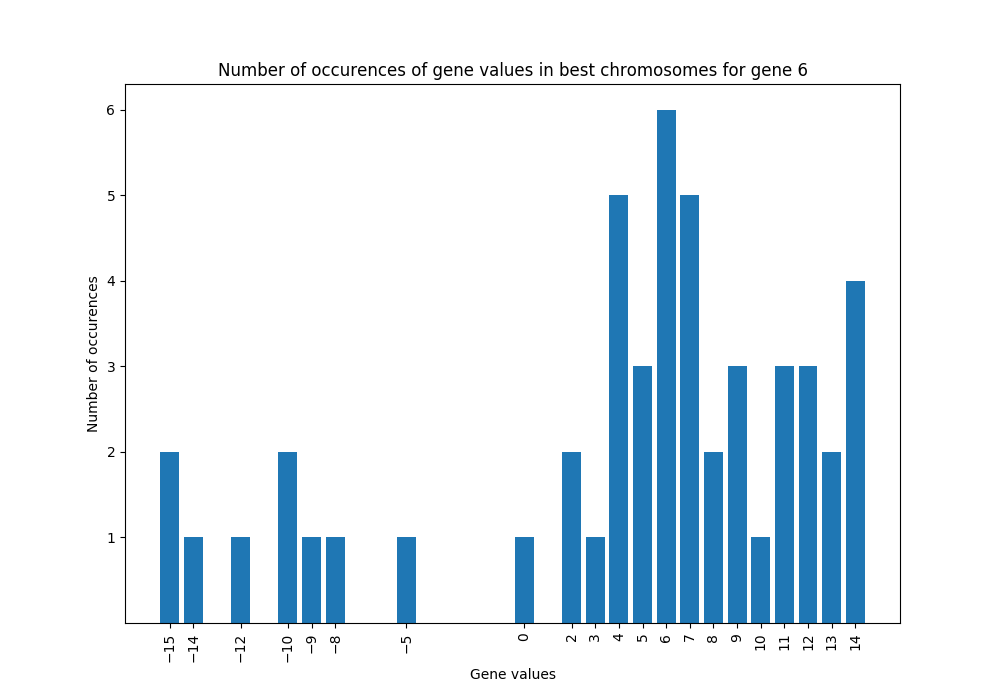 Number of occurences of gene values in best chromosomes for gene 6
6
5
4
3
2
1
Number of occurences
−15 −14 −12 −10 −9 −8 −5 0 2 3 4 5 6 7 8 9 10 11 12 13 14
Gene values